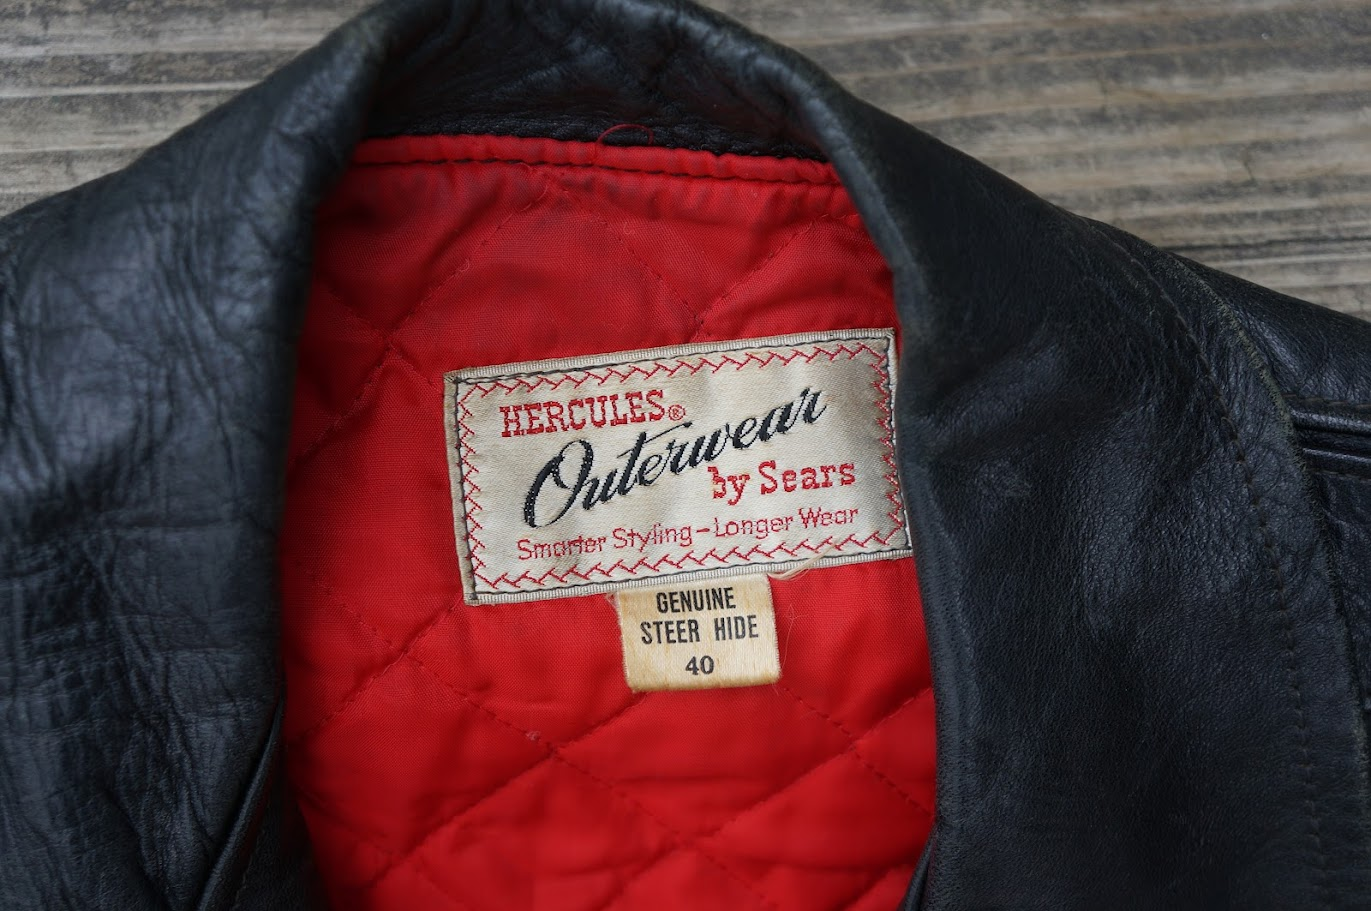 HERCULES®
Outerwear
by Sears
Smarter Styling-Longer Wear
GENUINE
STEER HIDE
40